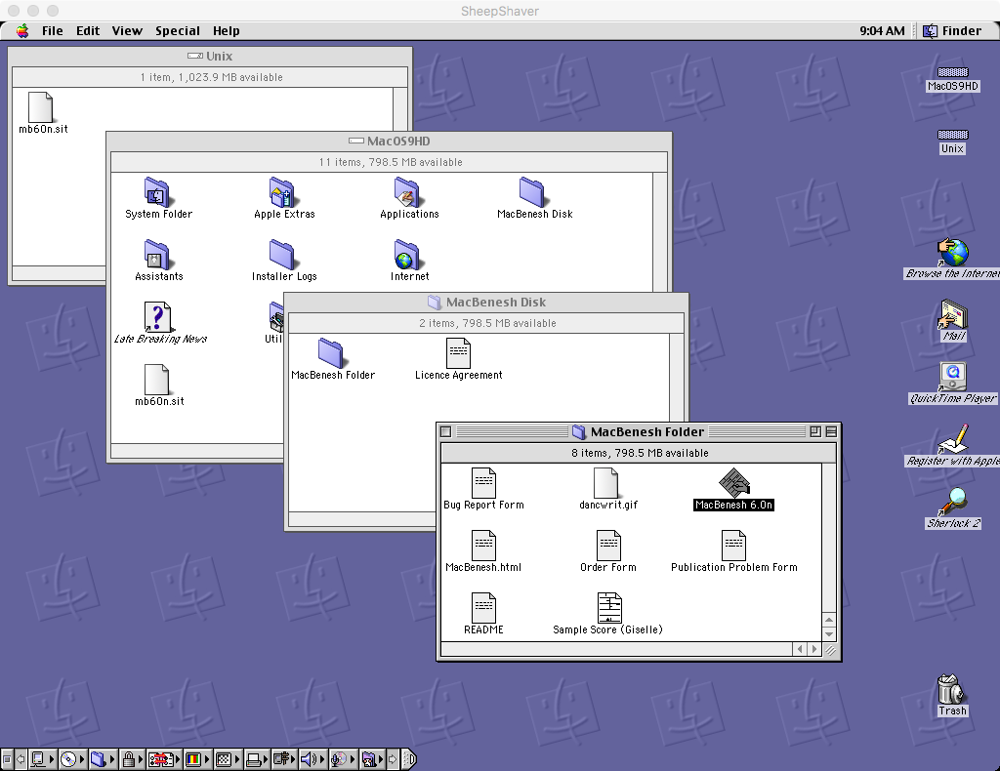 SheepShaver
File Edit View Special Help
9:04 AM Finder
Unix
1 item, 1,023.9 MB available
mb60n.sit
MacOS9HD
11 items, 798.5 MB available
System Folder
Apple Extras
Applications
MacBenesh Disk
Assistants
Installer Logs
Internet
Late Breaking News
Util
mb60n.sit
MacBenesh Disk
2 items, 798.5 MB available
MacBenesh Folder
Licence Agreement
MacBenesh Folder
8 items, 798.5 MB available
Bug Report Form
dancwrit.gif
MacBenesh 6.0n
MacBenesh.html
Order Form
Publication Problem Form
README
Sample Score (Giselle)
MacOS9HD
Unix
Browse the Internet
Mail
QuickTime Player
Register with Apple
Sherlock 2
Trash